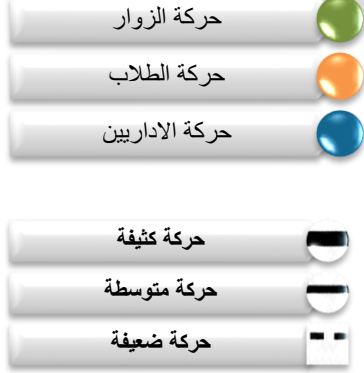 حركة الزوار
حركة الطلاب
حركة الاداريين
حركة كثيفة
حركة متوسطة
حركة ضعيفة